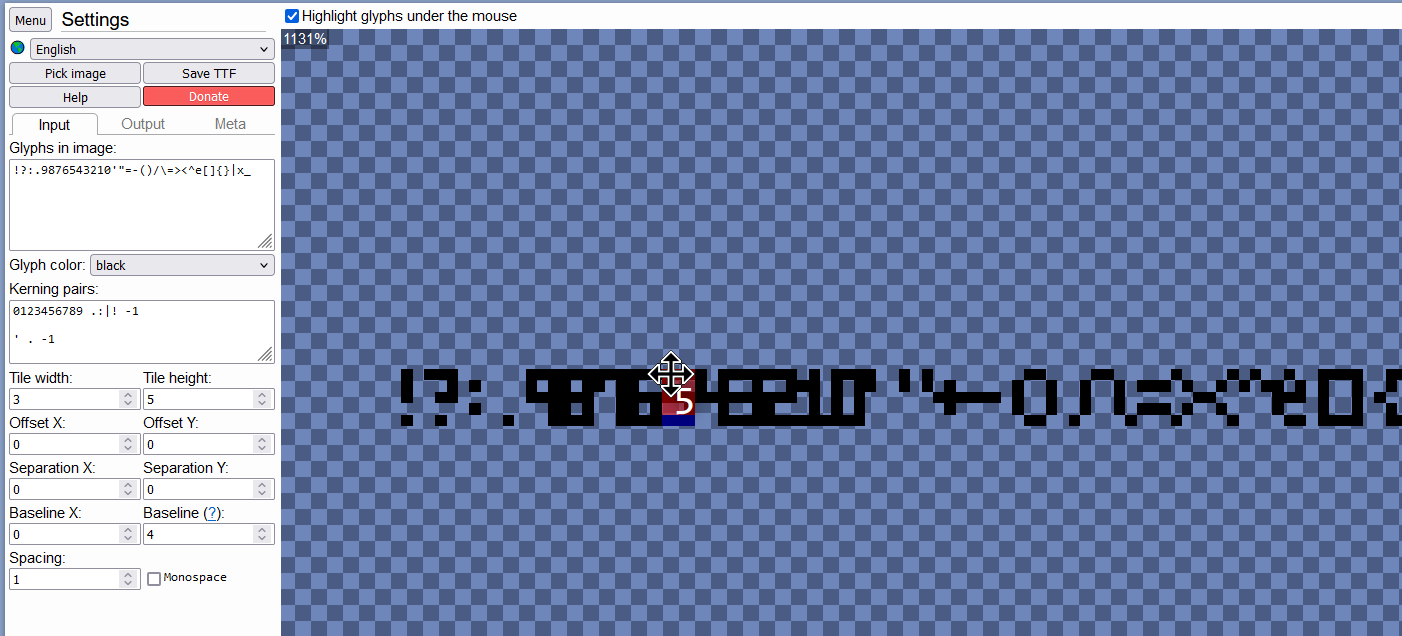 Menu Settings
Highlight glyphs under the mouse
English
1131%
Pick image Save TTF
Help Donate
Input Output Meta
Glyphs in image:
!?:.9876543210'"=-()/\=><^e[]{}|x_
Glyph color: black
Kerning pairs:
0123456789 .:|! -1
' . -1
Tile width: Tile height:
3 5
Offset X: Offset Y:
0 0
Separation X: Separation Y:
0 0
Baseline X: Baseline (?):
0 4
Spacing:
1 Monospace
5